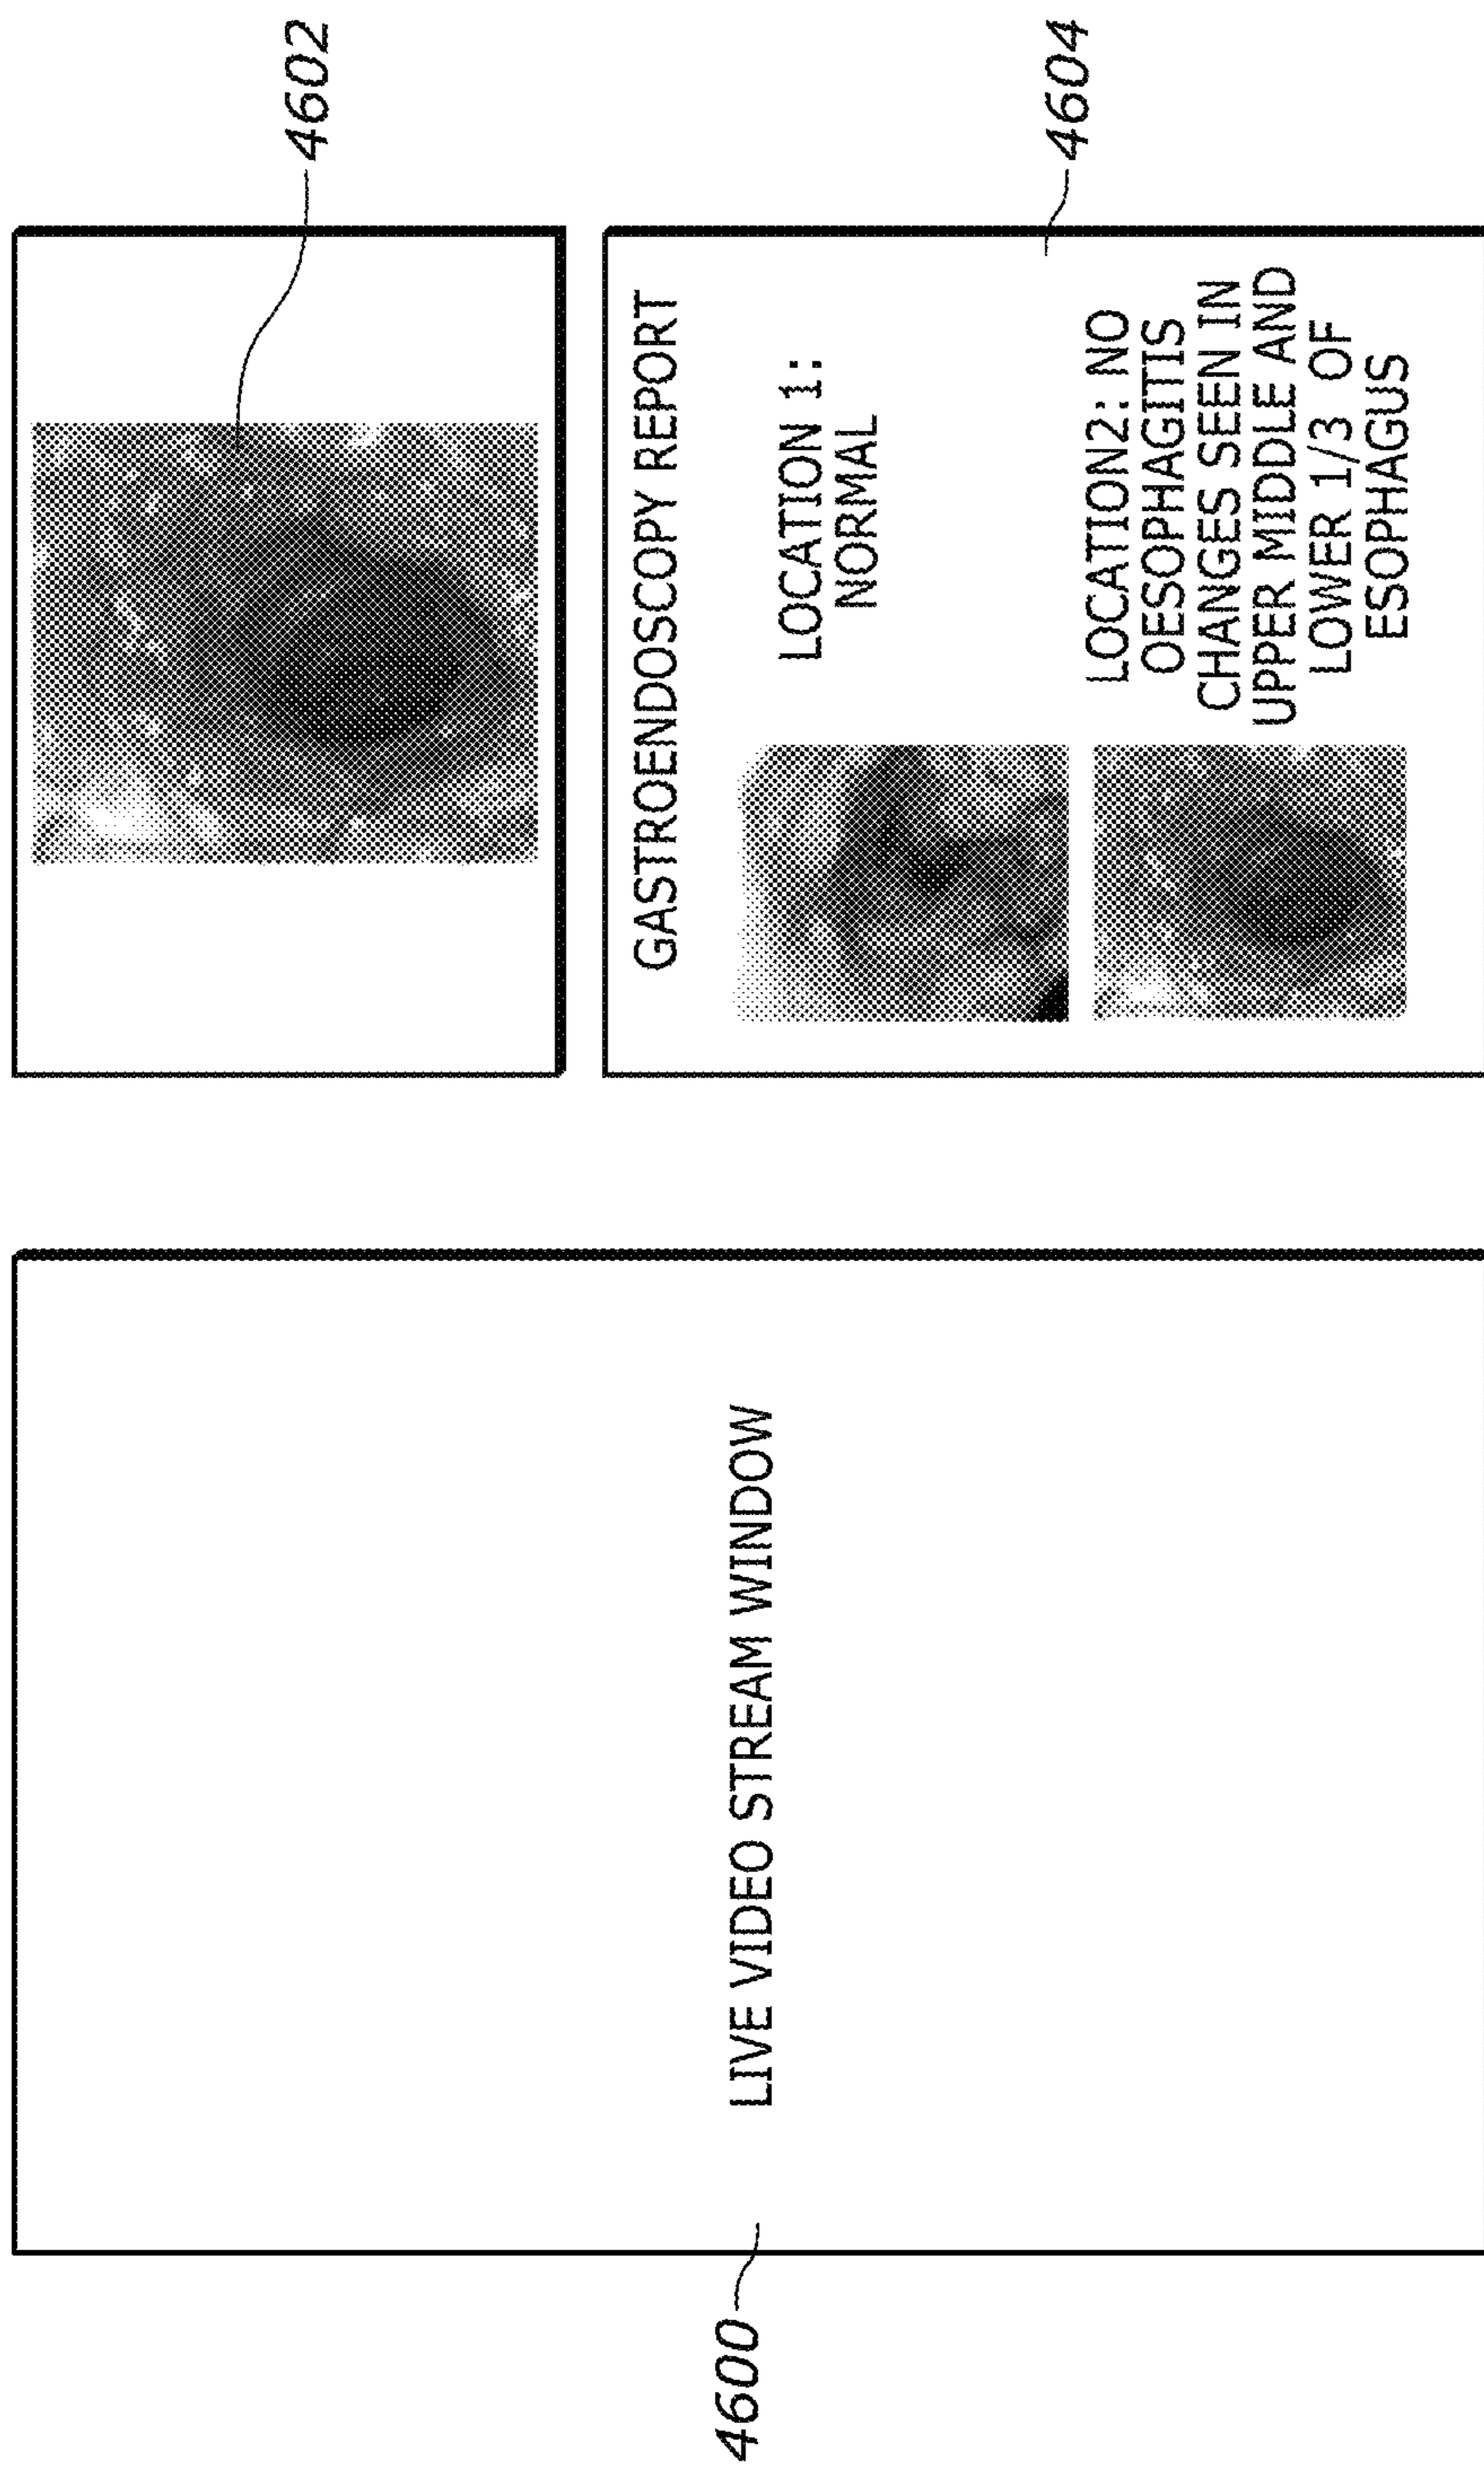 4600
LIVE VIDEO STREAM WINDOW
4602
GASTROENDOSCOPY REPORT
LOCATION 1:
NORMAL
LOCATION2: NO
OESOPHAGITIS
CHANGES SEEN IN
UPPER MIDDLE AND
LOWER 1/3 OF
ESOPHAGUS
4604